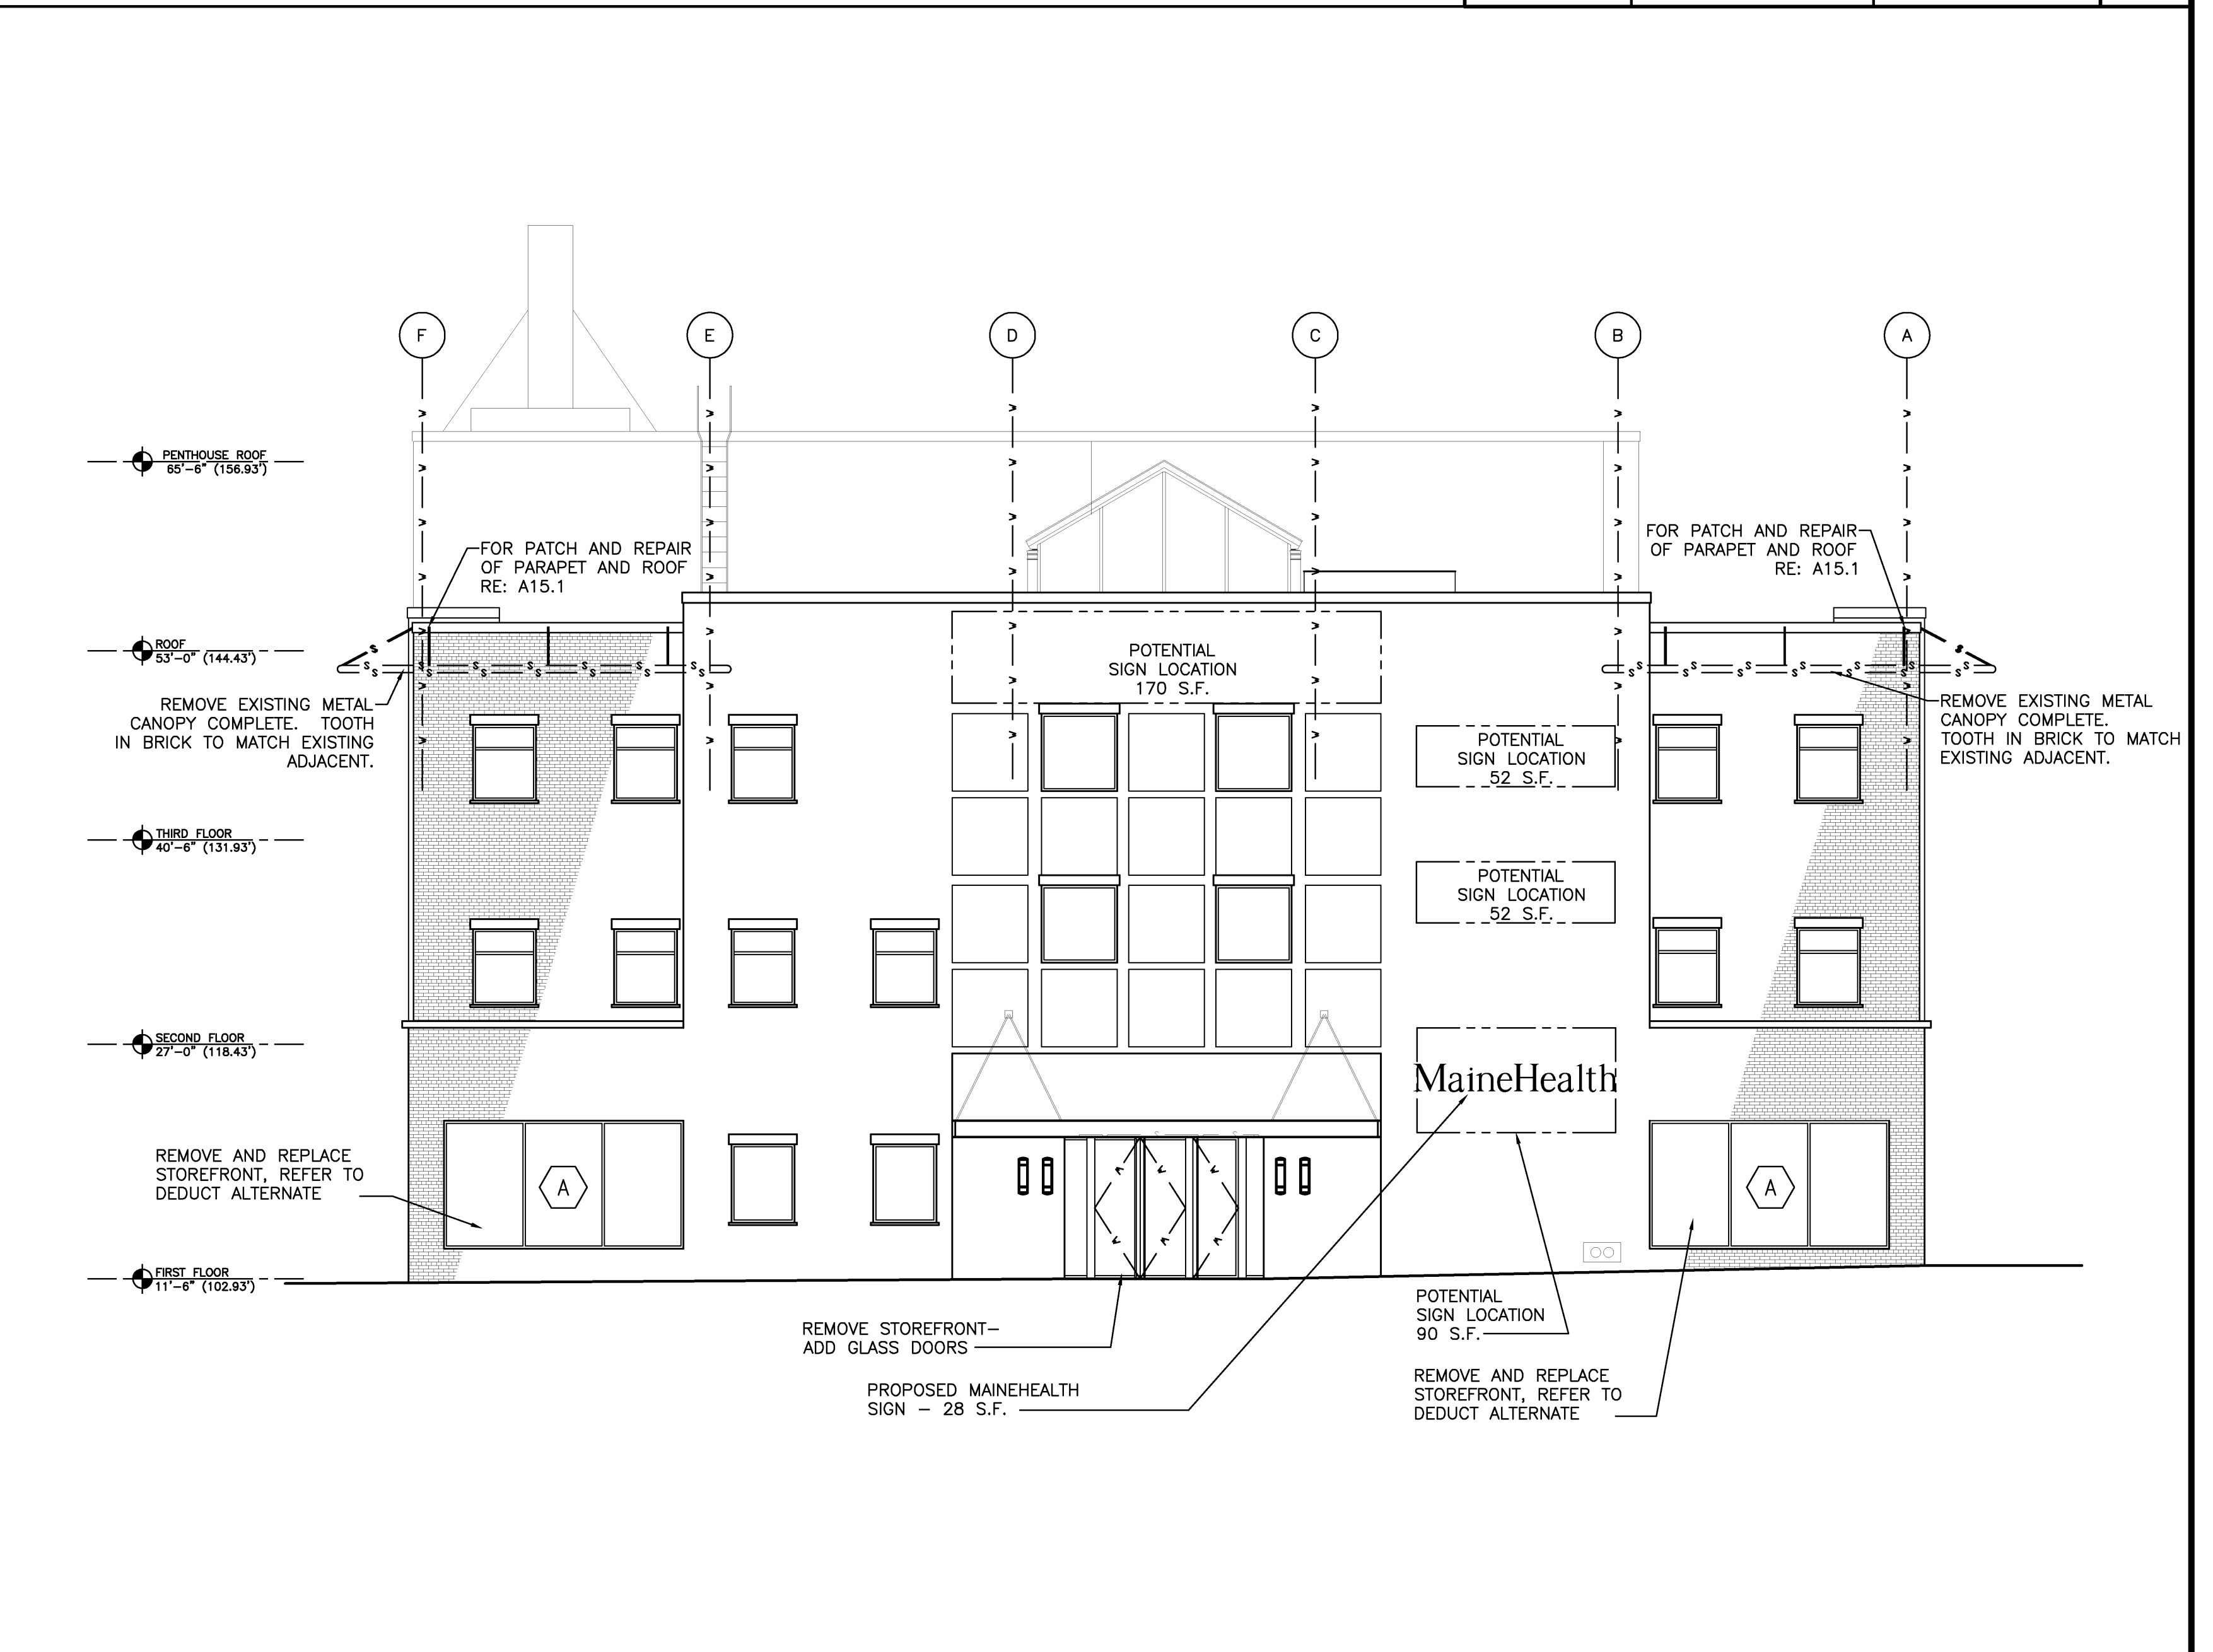 F
E
D
C
B
A
PENTHOUSE ROOF
65'-6" (156.93')
FOR PATCH AND REPAIR
OF PARAPET AND ROOF
RE: A15.1
FOR PATCH AND REPAIR
OF PARAPET AND ROOF
RE: A15.1
ROOF
53'-0" (144.43')
POTENTIAL
SIGN LOCATION
170 S.F.
REMOVE EXISTING METAL
CANOPY COMPLETE. TOOTH
IN BRICK TO MATCH EXISTING
ADJACENT.
REMOVE EXISTING METAL
CANOPY COMPLETE.
TOOTH IN BRICK TO MATCH
EXISTING ADJACENT.
POTENTIAL
SIGN LOCATION
52 S.F.
THIRD FLOOR
40'-6" (131.93')
POTENTIAL
SIGN LOCATION
52 S.F.
SECOND FLOOR
27'-0" (118.43')
MaineHealth
REMOVE AND REPLACE
STOREFRONT, REFER TO
DEDUCT ALTERNATE
A
A
FIRST FLOOR
11'-6" (102.93')
POTENTIAL
SIGN LOCATION
90 S.F.
REMOVE STOREFRONT-
ADD GLASS DOORS
PROPOSED MAINEHEALTH
SIGN - 28 S.F.
REMOVE AND REPLACE
STOREFRONT, REFER TO
DEDUCT ALTERNATE